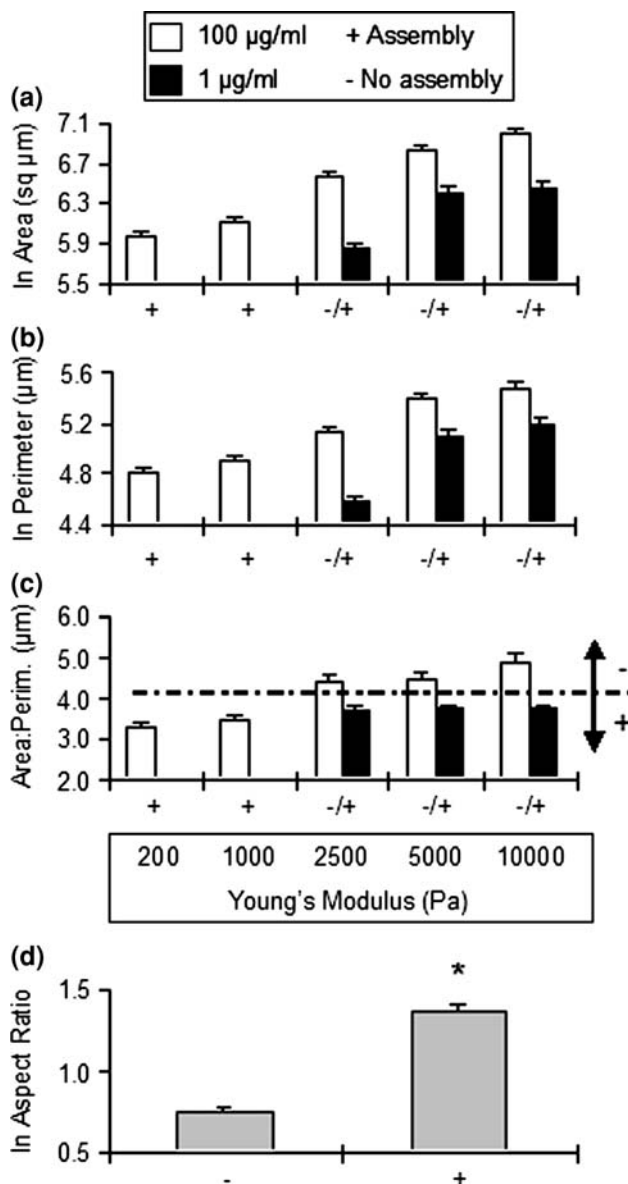 100 µg/ml + Assembly
1 µg/ml - No assembly
(a)
ln Area (sq µm)
7.1
6.7
6.3
5.9
5.5
+ + -/+ -/+ -/+
(b)
ln Perimeter (µm)
5.6
5.2
4.8
4.4
+ + -/+ -/+ -/+
(c)
Area:Perim. (µm)
6.0
5.0
4.0
3.0
2.0
-
+
+ + -/+ -/+ -/+
200 1000 2500 5000 10000
Young's Modulus (Pa)
(d)
ln Aspect Ratio
1.5
1.0
0.5
*
- +